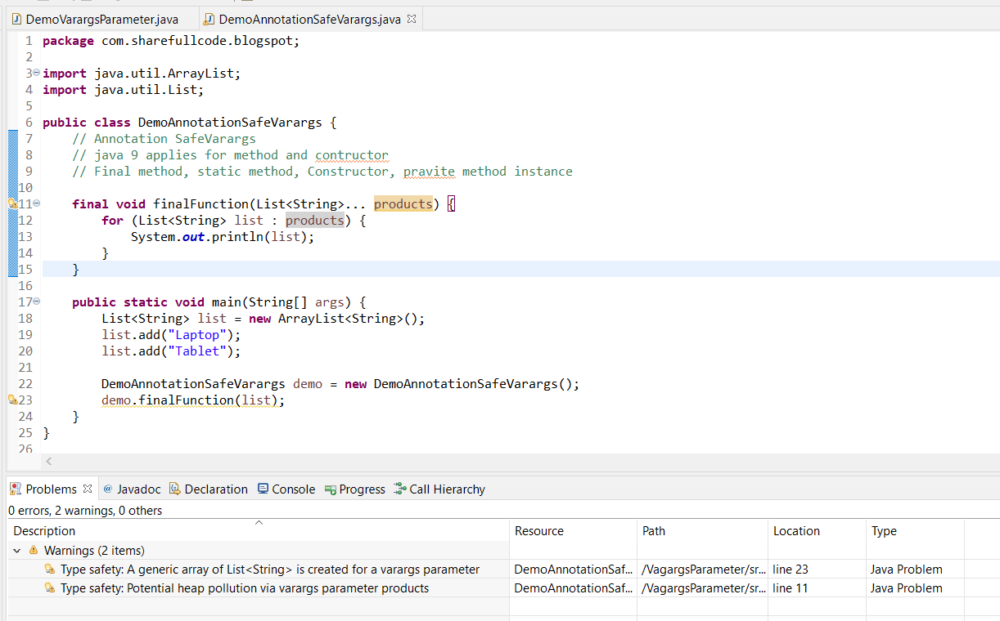 DemoVarargsParameter.java DemoAnnotationSafeVarargs.java
1 package com.sharefullcode.blogspot;
2
3 import java.util.ArrayList;
4 import java.util.List;
5
6 public class DemoAnnotationSafeVarargs {
7 // Annotation SafeVarargs
8 // java 9 applies for method and contructor
9 // Final method, static method, Constructor, pravite method instance
10
11 final void finalFunction(List<String>... products) {
12 for (List<String> list : products) {
13 System.out.println(list);
14 }
15 }
16
17 public static void main(String[] args) {
18 List<String> list = new ArrayList<String>();
19 list.add("Laptop");
20 list.add("Tablet");
21
22 DemoAnnotationSafeVarargs demo = new DemoAnnotationSafeVarargs();
23 demo.finalFunction(list);
24 }
25 }
26
Problems @ Javadoc Declaration Console Progress Call Hierarchy
0 errors, 2 warnings, 0 others
Description Resource Path Location Type
Warnings (2 items)
Type safety: A generic array of List<String> is created for a varargs parameter DemoAnnotationSaf... /VagargsParameter/sr... line 23 Java Problem
Type safety: Potential heap pollution via varargs parameter products DemoAnnotationSaf... /VagargsParameter/sr... line 11 Java Problem